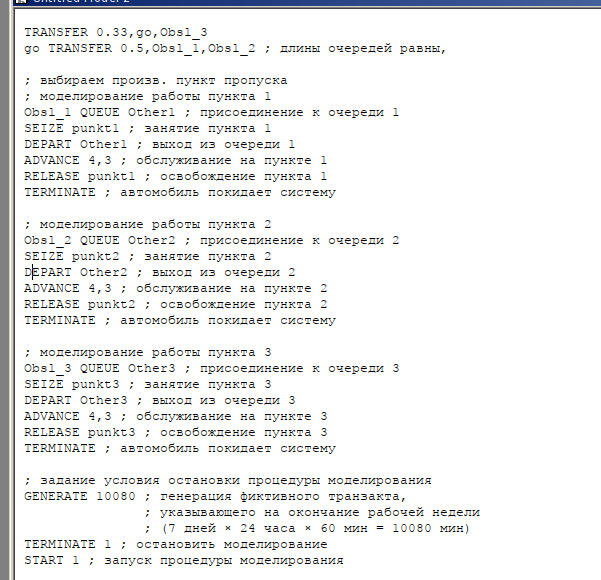 TRANSFER 0.33,go,Obsl_3
go TRANSFER 0.5,Obsl_1,Obsl_2 ; длины очередей равны,
; выбираем произв. пункт пропуска
; моделирование работы пункта 1
Obsl_1 QUEUE Other1 ; присоединение к очереди 1
SEIZE punkt1 ; занятие пункта 1
DEPART Other1 ; выход из очереди 1
ADVANCE 4,3 ; обслуживание на пункте 1
RELEASE punkt1 ; освобождение пункта 1
TERMINATE ; автомобиль покидает систему
; моделирование работы пункта 2
Obsl_2 QUEUE Other2 ; присоединение к очереди 2
SEIZE punkt2 ; занятие пункта 2
DEPART Other2 ; выход из очереди 2
ADVANCE 4,3 ; обслуживание на пункте 2
RELEASE punkt2 ; освобождение пункта 2
TERMINATE ; автомобиль покидает систему
; моделирование работы пункта 3
Obsl_3 QUEUE Other3 ; присоединение к очереди 3
SEIZE punkt3 ; занятие пункта 3
DEPART Other3 ; выход из очереди 3
ADVANCE 4,3 ; обслуживание на пункте 3
RELEASE punkt3 ; освобождение пункта 3
TERMINATE ; автомобиль покидает систему
; задание условия остановки процедуры моделирования
GENERATE 10080 ; генерация фиктивного транзакта,
; указывающего на окончание рабочей недели
; (7 дней × 24 часа × 60 мин = 10080 мин)
TERMINATE 1 ; остановить моделирование
START 1 ; запуск процедуры моделирования